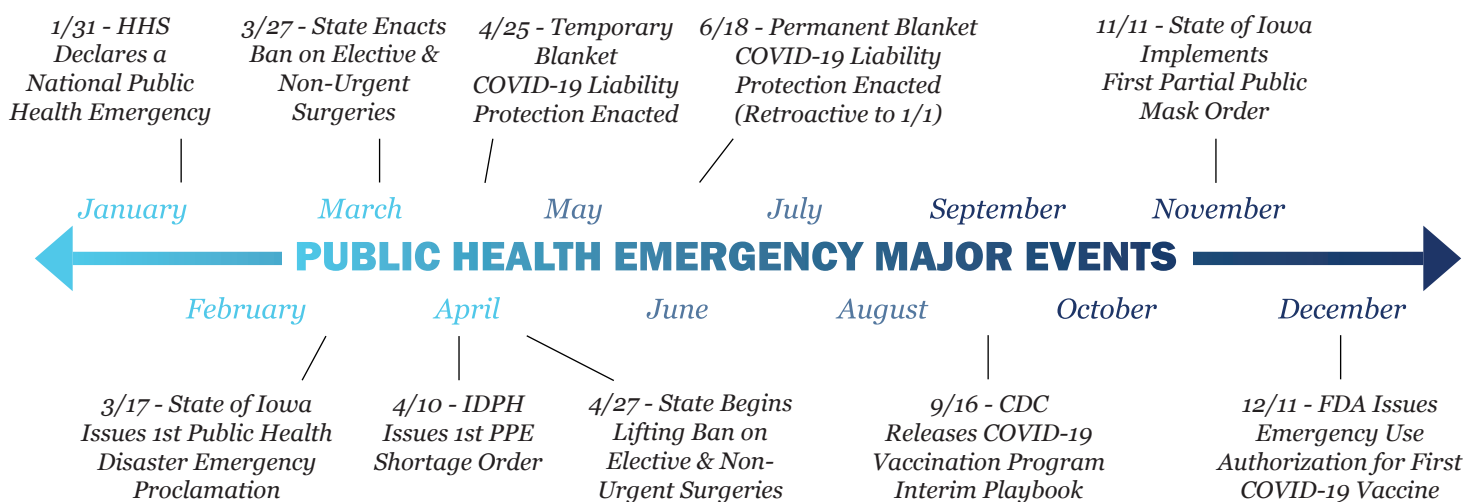 1/31 - HHS
Declares a
National Public
Health Emergency
3/27 - State Enacts
Ban on Elective &
Non-Urgent
Surgeries
4/25 - Temporary
Blanket
COVID-19 Liability
Protection Enacted
6/18 - Permanent Blanket
COVID-19 Liability
Protection Enacted
(Retroactive to 1/1)
11/11 - State of Iowa
Implements
First Partial Public
Mask Order
January
March
May
July
September
November
PUBLIC HEALTH EMERGENCY MAJOR EVENTS
February
April
June
August
October
December
3/17 - State of Iowa
Issues 1st Public Health
Disaster Emergency
Proclamation
4/10 - IDPH
Issues 1st PPE
Shortage Order
4/27 - State Begins
Lifting Ban on
Elective & Non-
Urgent Surgeries
9/16 - CDC
Releases COVID-19
Vaccination Program
Interim Playbook
12/11 - FDA Issues
Emergency Use
Authorization for First
COVID-19 Vaccine